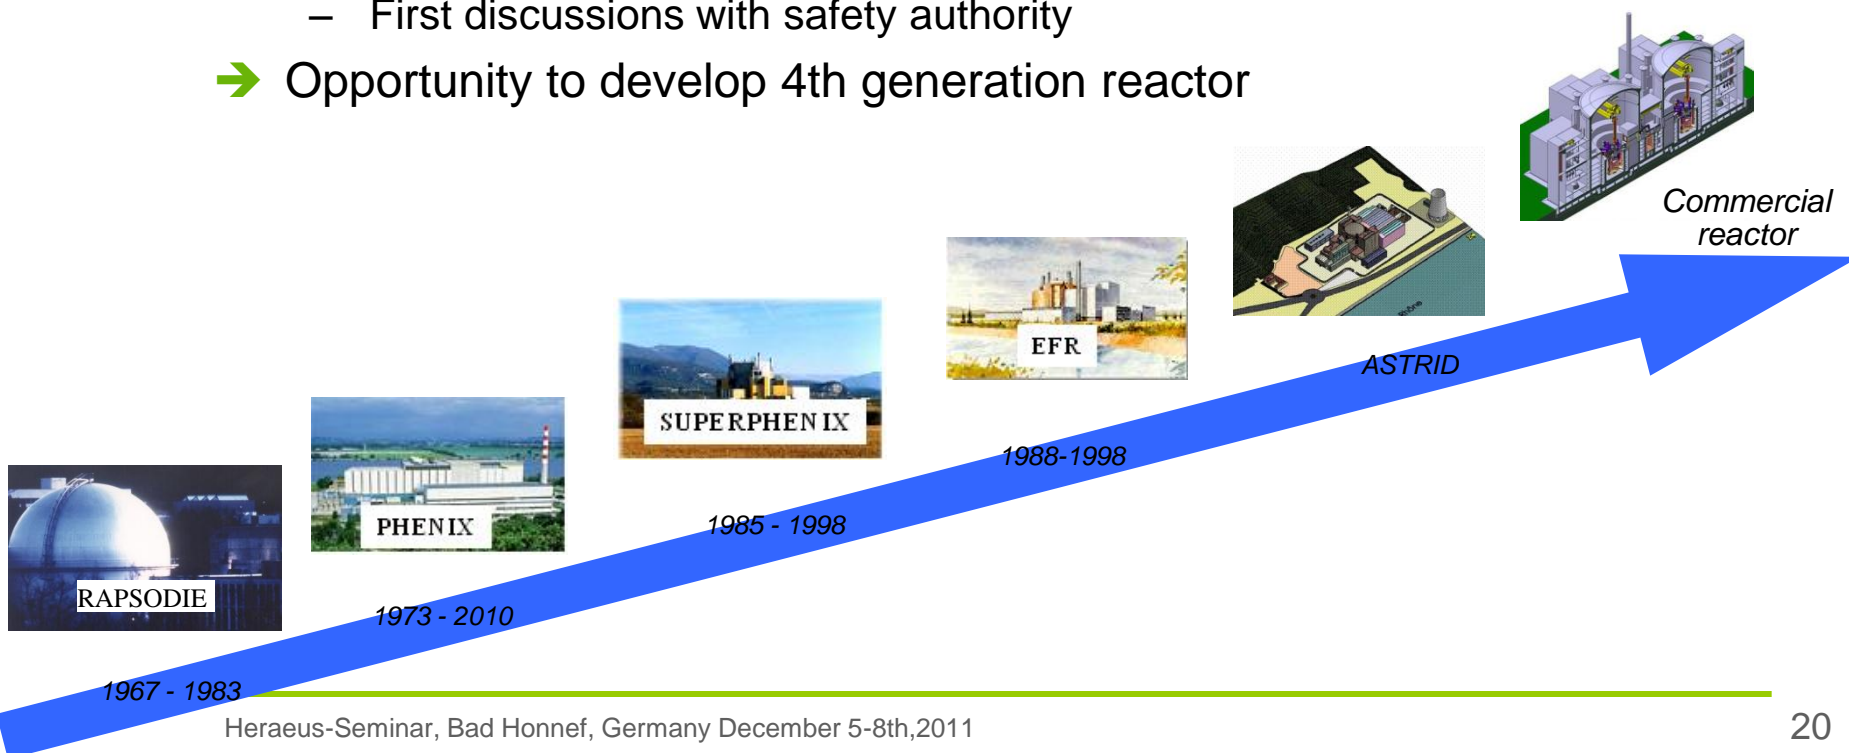 – First discussions with safety authority
➔ Opportunity to develop 4th generation reactor
Commercial
reactor
Rhône
EFR
ASTRID
SUPERPHENIX
1988-1998
PHENIX
1985 - 1998
RAPSODIE
1973 - 2010
1967 - 1983
Heraeus-Seminar, Bad Honnef, Germany December 5-8th,2011
20